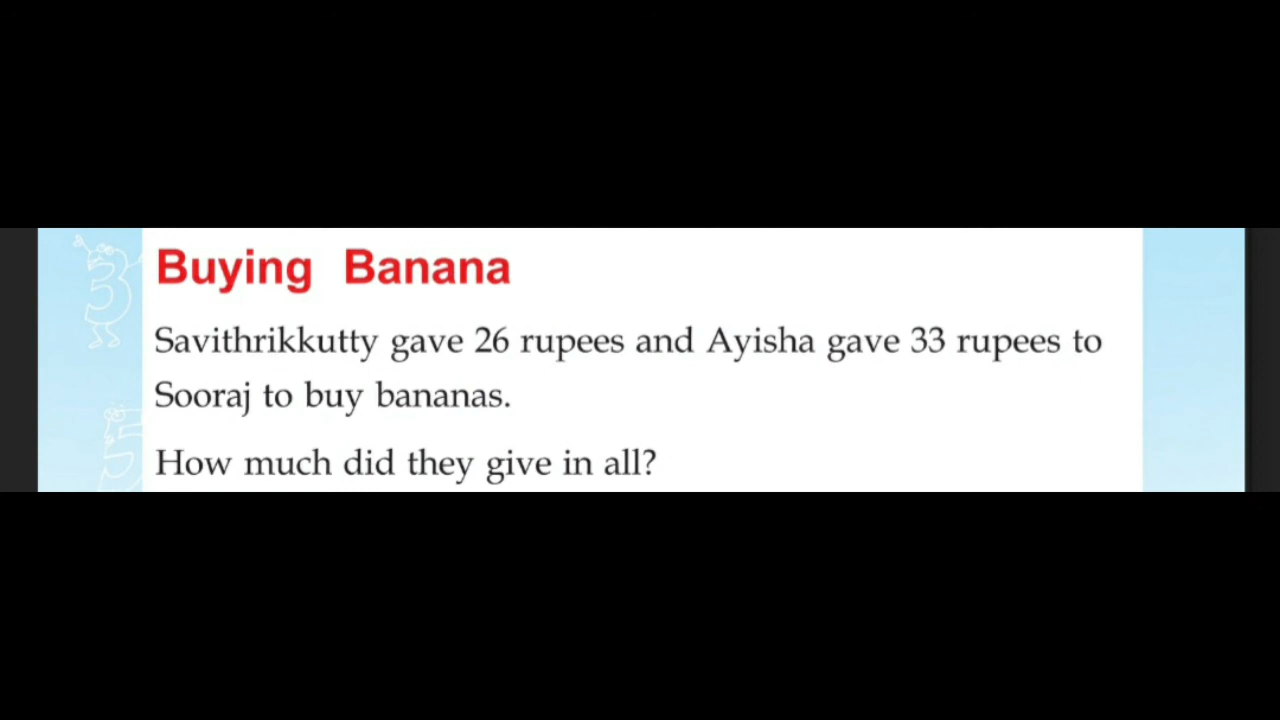 Buying Banana
Savithrikkutty gave 26 rupees and Ayisha gave 33 rupees to
Sooraj to buy bananas.
How much did they give in all?